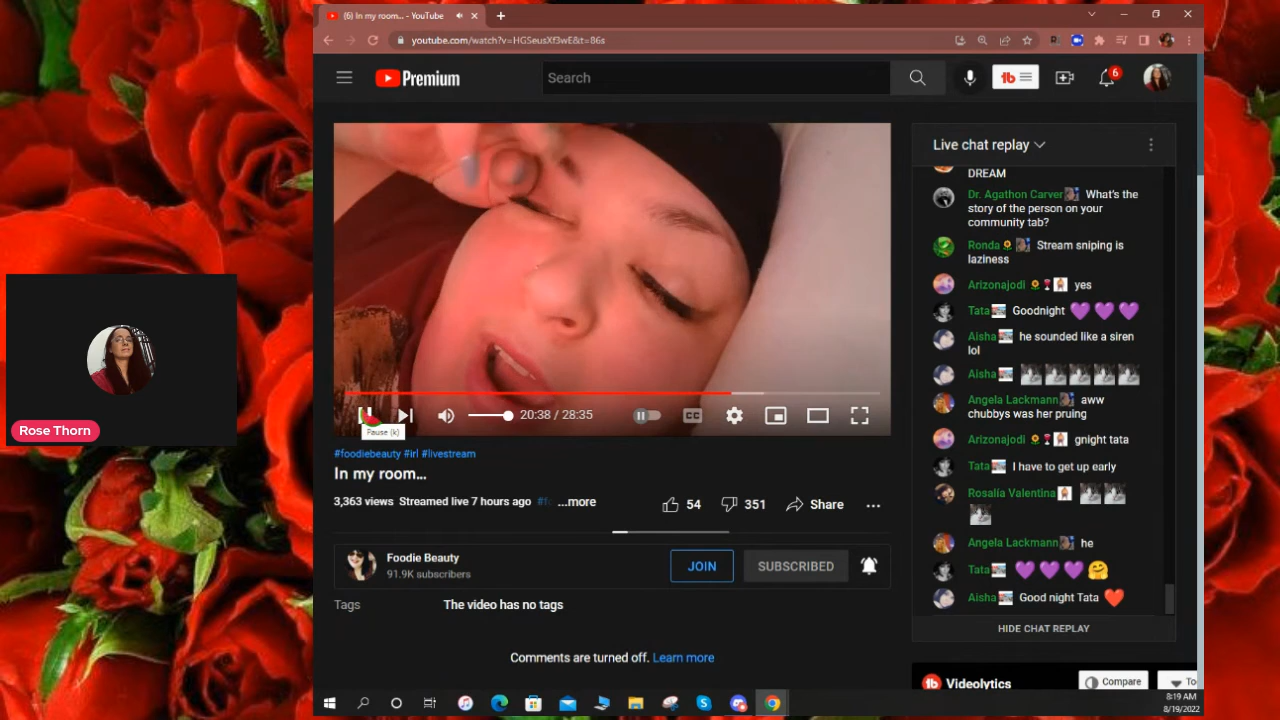 (6) In my room... - YouTube
youtube.com/watch?v=HGSeusXf3wE&t=86s
Premium
Search
6
20:38 / 28:35
CC
Pause (k)
#foodiebeauty #irl #livestream
In my room...
3,363 views Streamed live 7 hours ago #fo ...more
54
351
Share
Foodie Beauty
91.9K subscribers
JOIN
SUBSCRIBED
Tags
The video has no tags
Comments are turned off. Learn more
Live chat replay
DREAM
Dr. Agathon Carver What's the
story of the person on your
community tab?
Ronda Stream sniping is
laziness
Arizonajodi yes
Tata Goodnight
Aisha he sounded like a siren
lol
Aisha
Angela Lackmann aww
chubbys was her pruing
Arizonajodi gnight tata
Tata I have to get up early
Rosalía Valentina
Angela Lackmann he
Tata
Aisha Good night Tata
HIDE CHAT REPLAY
Videolytics
Compare
To
Rose Thorn
8:19 AM
8/19/2022